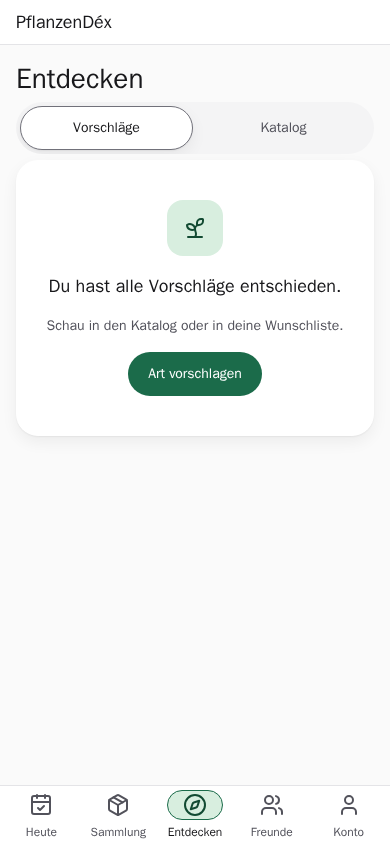 PflanzenDéx
Entdecken
Vorschläge
Katalog
Du hast alle Vorschläge entschieden.
Schau in den Katalog oder in deine Wunschliste.
Art vorschlagen
Heute
Sammlung
Entdecken
Freunde
Konto